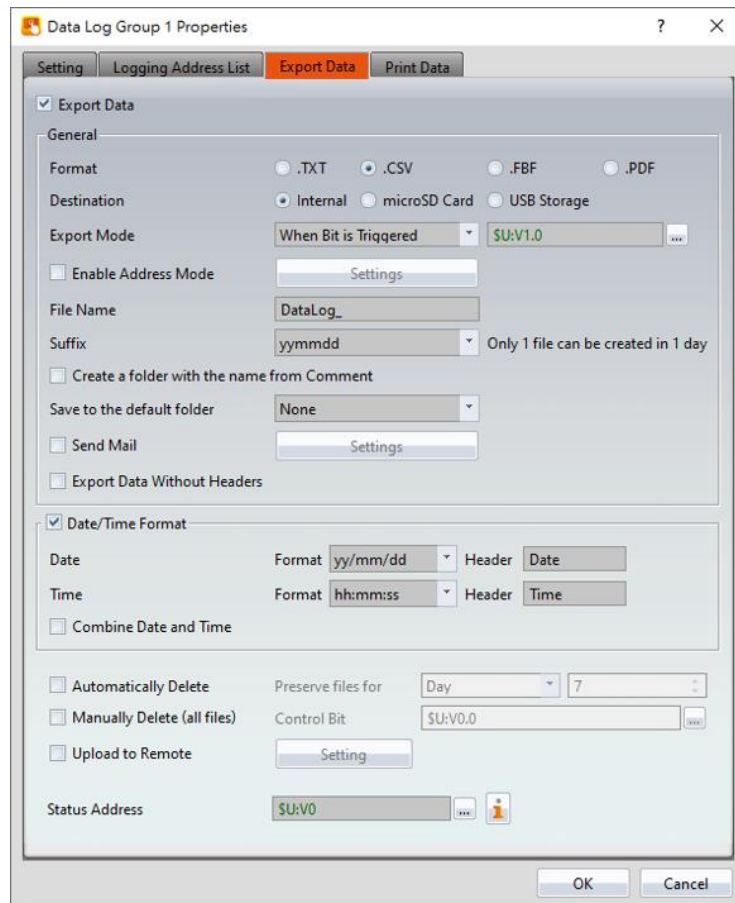 Data Log Group 1 Properties ? ×
Setting Logging Address List Export Data Print Data
Export Data
General
Format .TXT .CSV .FBF .PDF
Destination Internal microSD Card USB Storage
Export Mode When Bit is Triggered $U:V1.0 ...
Enable Address Mode Settings
File Name DataLog_
Suffix yymmdd Only 1 file can be created in 1 day
Create a folder with the name from Comment
Save to the default folder None
Send Mail Settings
Export Data Without Headers
Date/Time Format
Date Format yy/mm/dd Header Date
Time Format hh:mm:ss Header Time
Combine Date and Time
Automatically Delete Preserve files for Day 7
Manually Delete (all files) Control Bit $U:V0.0 ...
Upload to Remote Setting
Status Address $U:V0 ... i
OK Cancel